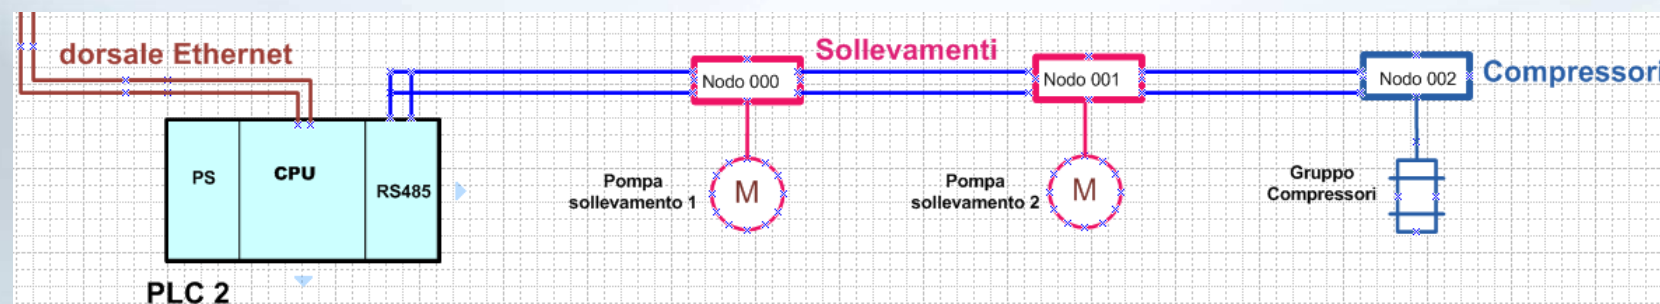 dorsale Ethernet
Sollevamenti
Nodo 000
Nodo 001
Nodo 002
Compressori
PS
CPU
RS485
Pompa
sollevamento 1
M
Pompa
sollevamento 2
M
Gruppo
Compressori
PLC 2